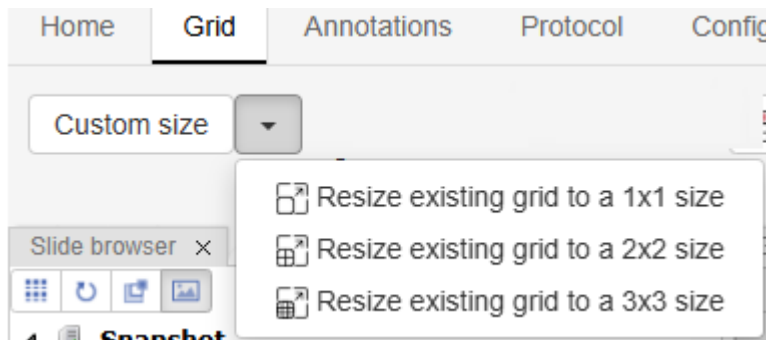 Home Grid Annotations Protocol Config
Custom size
Resize existing grid to a 1x1 size
Resize existing grid to a 2x2 size
Resize existing grid to a 3x3 size
Slide browser ×
Snapshot